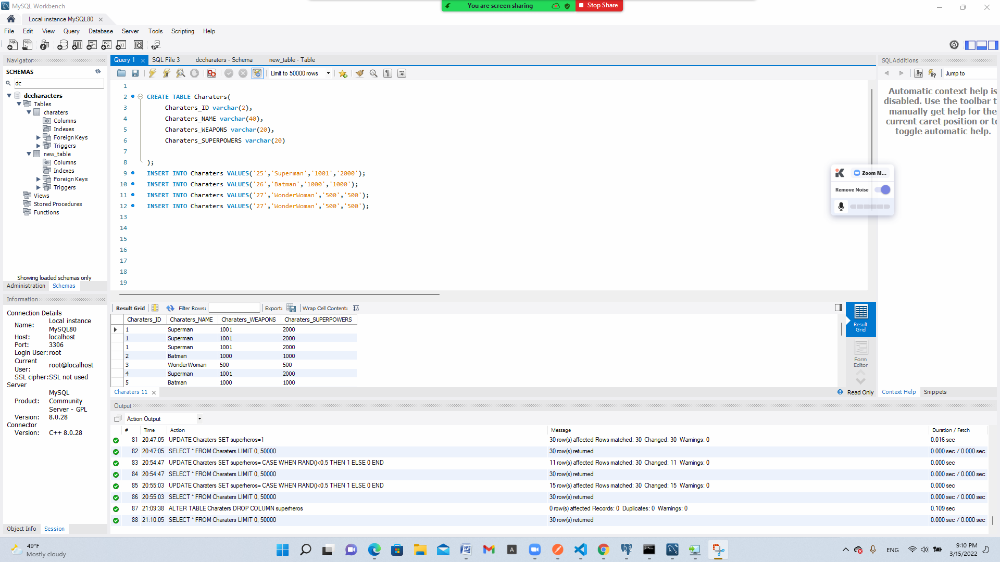 MySQL Workbench
You are screen sharing
Stop Share
Local instance MySQL80
File Edit View Query Database Server Tools Scripting Help
Navigator
SCHEMAS
dc
dccharacters
Tables
charaters
Columns
Indexes
Foreign Keys
Triggers
new_table
Columns
Indexes
Foreign Keys
Triggers
Views
Stored Procedures
Functions
Showing loaded schemas only
Administration Schemas
Information
Connection Details
Name: Local instance MySQL80
Host: localhost
Port: 3306
Login User: root
Current User: root@localhost
SSL cipher: SSL not used
Server
Product: MySQL Community Server - GPL
Version: 8.0.28
Connector
Version: C++ 8.0.28
Object Info Session
Query 1 SQL File 3 dccharaters - Schema new_table - Table
Limit to 50000 rows
1
2 CREATE TABLE Charaters(
3 Charaters_ID varchar(2),
4 Charaters_NAME varchar(40),
5 Charaters_WEAPONS varchar(20),
6 Charaters_SUPERPOWERS varchar(20)
7
8 );
9 INSERT INTO Charaters VALUES('25','Superman','1001','2000');
10 INSERT INTO Charaters VALUES('26','Batman','1000','1000');
11 INSERT INTO Charaters VALUES('27','WonderWoman','500','500');
12 INSERT INTO Charaters VALUES('27','WonderWoman','500','500');
13
14
15
16
17
18
19
Result Grid Filter Rows: Export: Wrap Cell Content:
Charaters_ID Charaters_NAME Charaters_WEAPONS Charaters_SUPERPOWERS
1 Superman 1001 2000
1 Superman 1001 2000
1 Superman 1001 2000
2 Batman 1000 1000
3 WonderWoman 500 500
4 Superman 1001 2000
5 Batman 1000 1000
Result Grid
Form Editor
Charaters 11
Read Only
SQLAdditions
Jump to
Automatic context help is
disabled. Use the toolbar t
manually get help for the
current caret position or to
toggle automatic help.
Zoom M...
Remove Noise
Context Help Snippets
Output
Action Output
# Time Action Message Duration / Fetch
81 20:47:05 UPDATE Charaters SET superheros=1 30 row(s) affected Rows matched: 30 Changed: 30 Warnings: 0 0.016 sec
82 20:47:05 SELECT * FROM Charaters LIMIT 0, 50000 30 row(s) returned 0.000 sec / 0.000 sec
83 20:54:47 UPDATE Charaters SET superheros= CASE WHEN RAND()<0.5 THEN 1 ELSE 0 END 11 row(s) affected Rows matched: 30 Changed: 11 Warnings: 0 0.000 sec
84 20:54:47 SELECT * FROM Charaters LIMIT 0, 50000 30 row(s) returned 0.000 sec / 0.000 sec
85 20:55:03 UPDATE Charaters SET superheros= CASE WHEN RAND()<0.5 THEN 1 ELSE 0 END 15 row(s) affected Rows matched: 30 Changed: 15 Warnings: 0 0.000 sec
86 20:55:03 SELECT * FROM Charaters LIMIT 0, 50000 30 row(s) returned 0.000 sec / 0.000 sec
87 21:09:38 ALTER TABLE Charaters DROP COLUMN superheros 0 row(s) affected Records: 0 Duplicates: 0 Warnings: 0 0.109 sec
88 21:10:05 SELECT * FROM Charaters LIMIT 0, 50000 30 row(s) returned 0.000 sec / 0.000 sec
49°F
Mostly cloudy
ENG
9:10 PM
3/15/2022